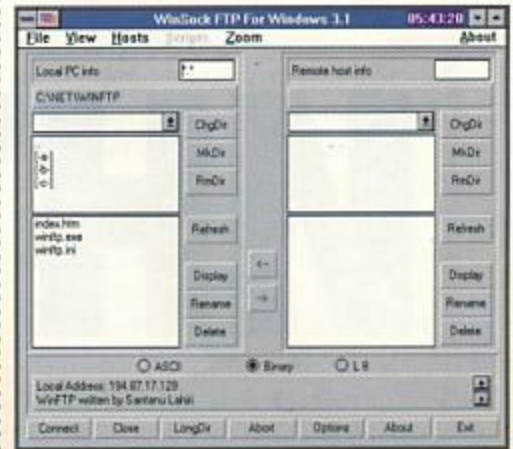 WinSock FTP For Windows 3.1 05:43:20
File View Hosts Scripts Zoom About
Local PC info *.*
Remote host info
C:\NET\WINFTP
ChgDir
MkDir
RmDir
..
[-a-]
[-b-]
[-c-]
Refresh
Display
Rename
Delete
index.htm
winftp.exe
winftp.ini
<--
-->
ChgDir
MkDir
RmDir
Refresh
Display
Rename
Delete
ASCII Binary L 8
Local Address: 194.87.17.129
WinFTP written by Santanu Lahiri
Connect Close LongDir Abort Options About Exit